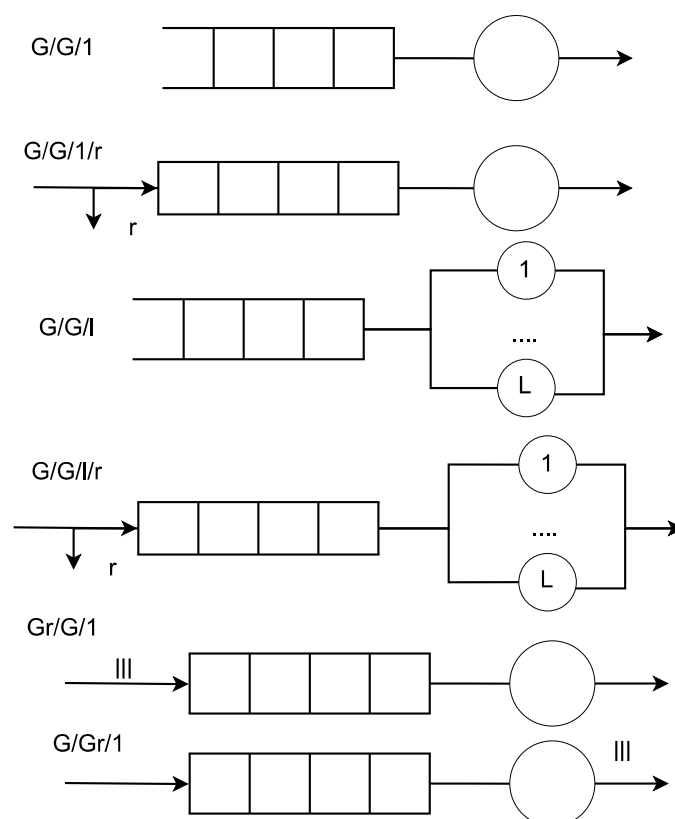 G/G/1
G/G/1/r
r
1
G/G/l
....
L
G/G/l/r
1
....
r
L
Gr/G/1
III
G/Gr/1
III